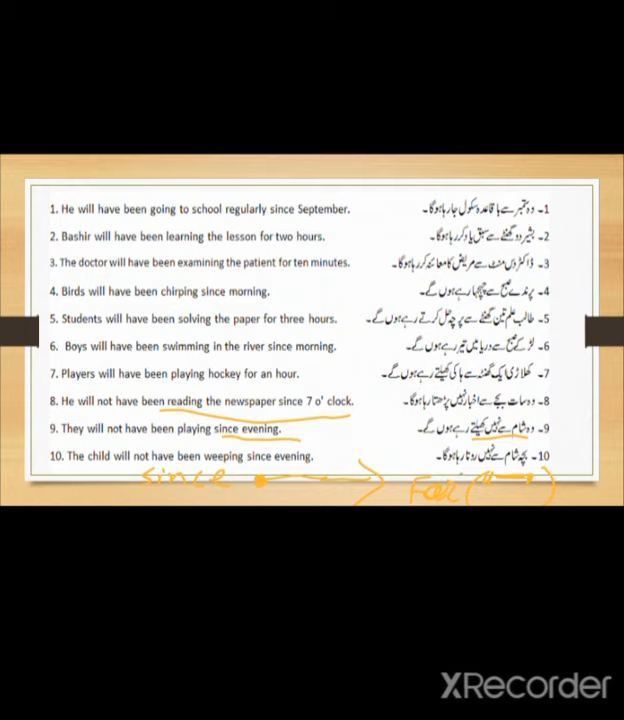 1. He will have been going to school regularly since September.
1- وہ ستمبر سے باقاعدہ سکول جا رہا ہوگا۔
2. Bashir will have been learning the lesson for two hours.
2- بشیر دو گھنٹے سے سبق یاد کر رہا ہوگا۔
3. The doctor will have been examining the patient for ten minutes.
3- ڈاکٹر دس منٹ سے مریض کا معائنہ کر رہا ہوگا۔
4. Birds will have been chirping since morning.
4- پرندے صبح سے چہچہا رہے ہوں گے۔
5. Students will have been solving the paper for three hours.
5- طالب علم تین گھنٹے سے پرچہ حل کرتے رہے ہوں گے۔
6. Boys will have been swimming in the river since morning.
6- لڑکے صبح سے دریا میں تیر رہے ہوں گے۔
7. Players will have been playing hockey for an hour.
7- کھلاڑی ایک گھنٹہ سے ہاکی کھیلتے رہے ہوں گے۔
8. He will not have been reading the newspaper since 7 o' clock.
8- وہ سات بجے سے اخبار نہیں پڑھتا رہا ہوگا۔
9. They will not have been playing since evening.
9- وہ شام سے نہیں کھیلتے رہے ہوں گے۔
10. The child will not have been weeping since evening.
10- بچہ شام سے نہیں روتا رہا ہوگا۔
since For ( )
XRecorder